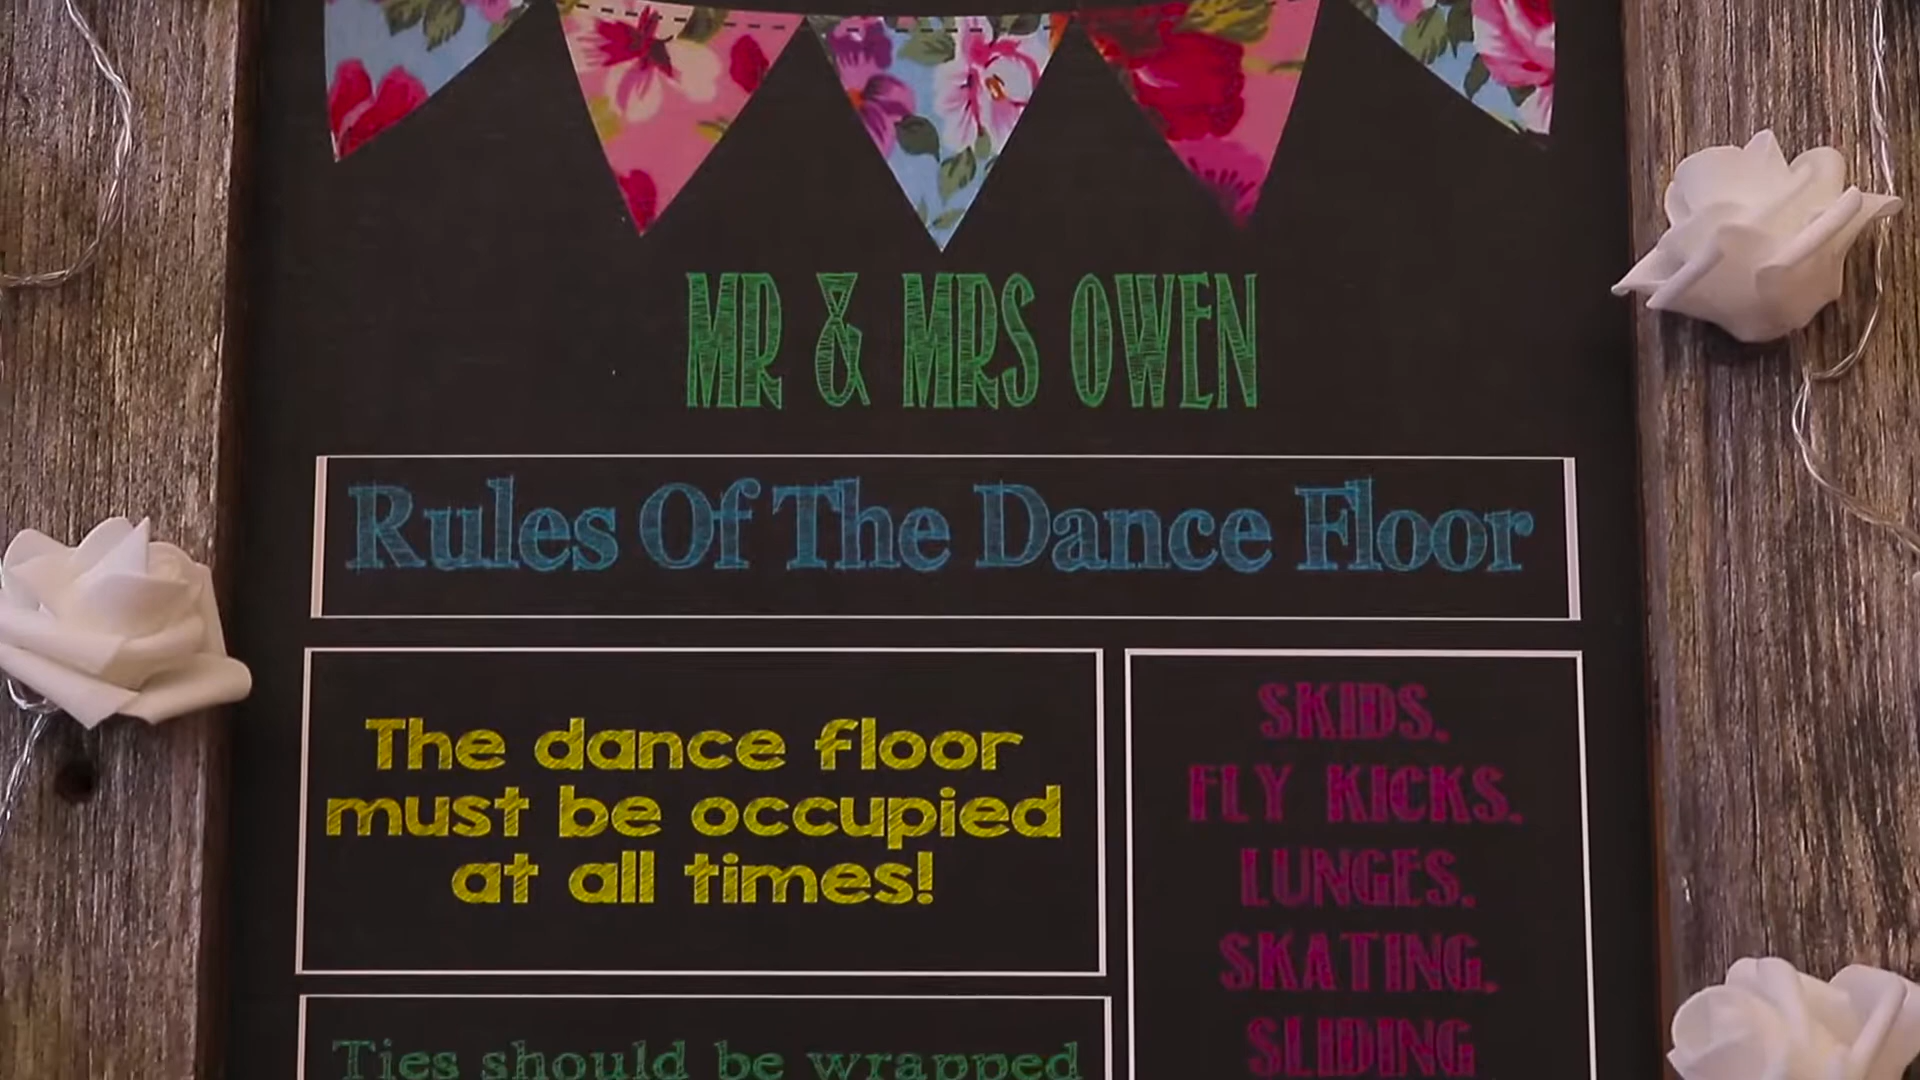 MR & MRS OWEN
Rules Of The Dance Floor
The dance floor
must be occupied
at all times!
Ties should be wrapped
SKIDS.
FLY KICKS.
LUNGES.
SKATING.
SLIDING